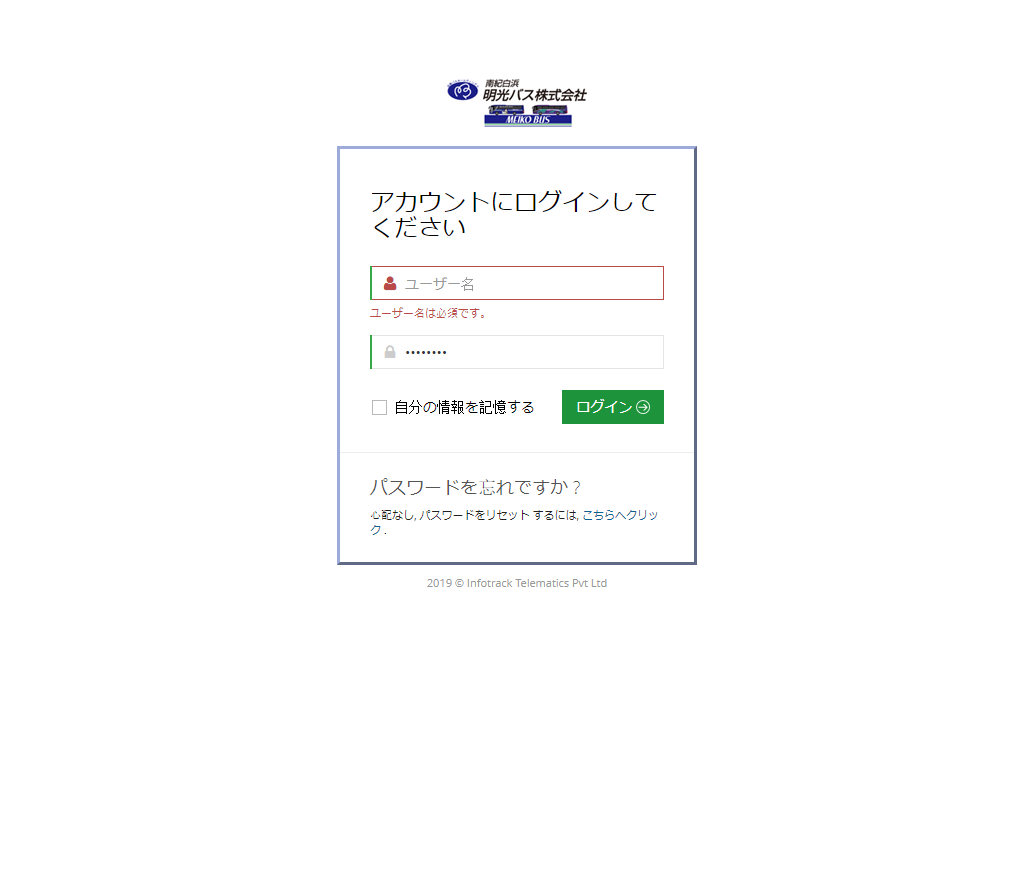 南紀白浜
明光バス株式会社
MEIKO BUS
アカウントにログインして
ください
ユーザー名
ユーザー名は必須です。
••••••••
自分の情報を記憶する
ログイン
パスワードを忘れですか ?
心配なし, パスワードをリセット するには, こちらへクリッ
ク .
2019 © Infotrack Telematics Pvt Ltd